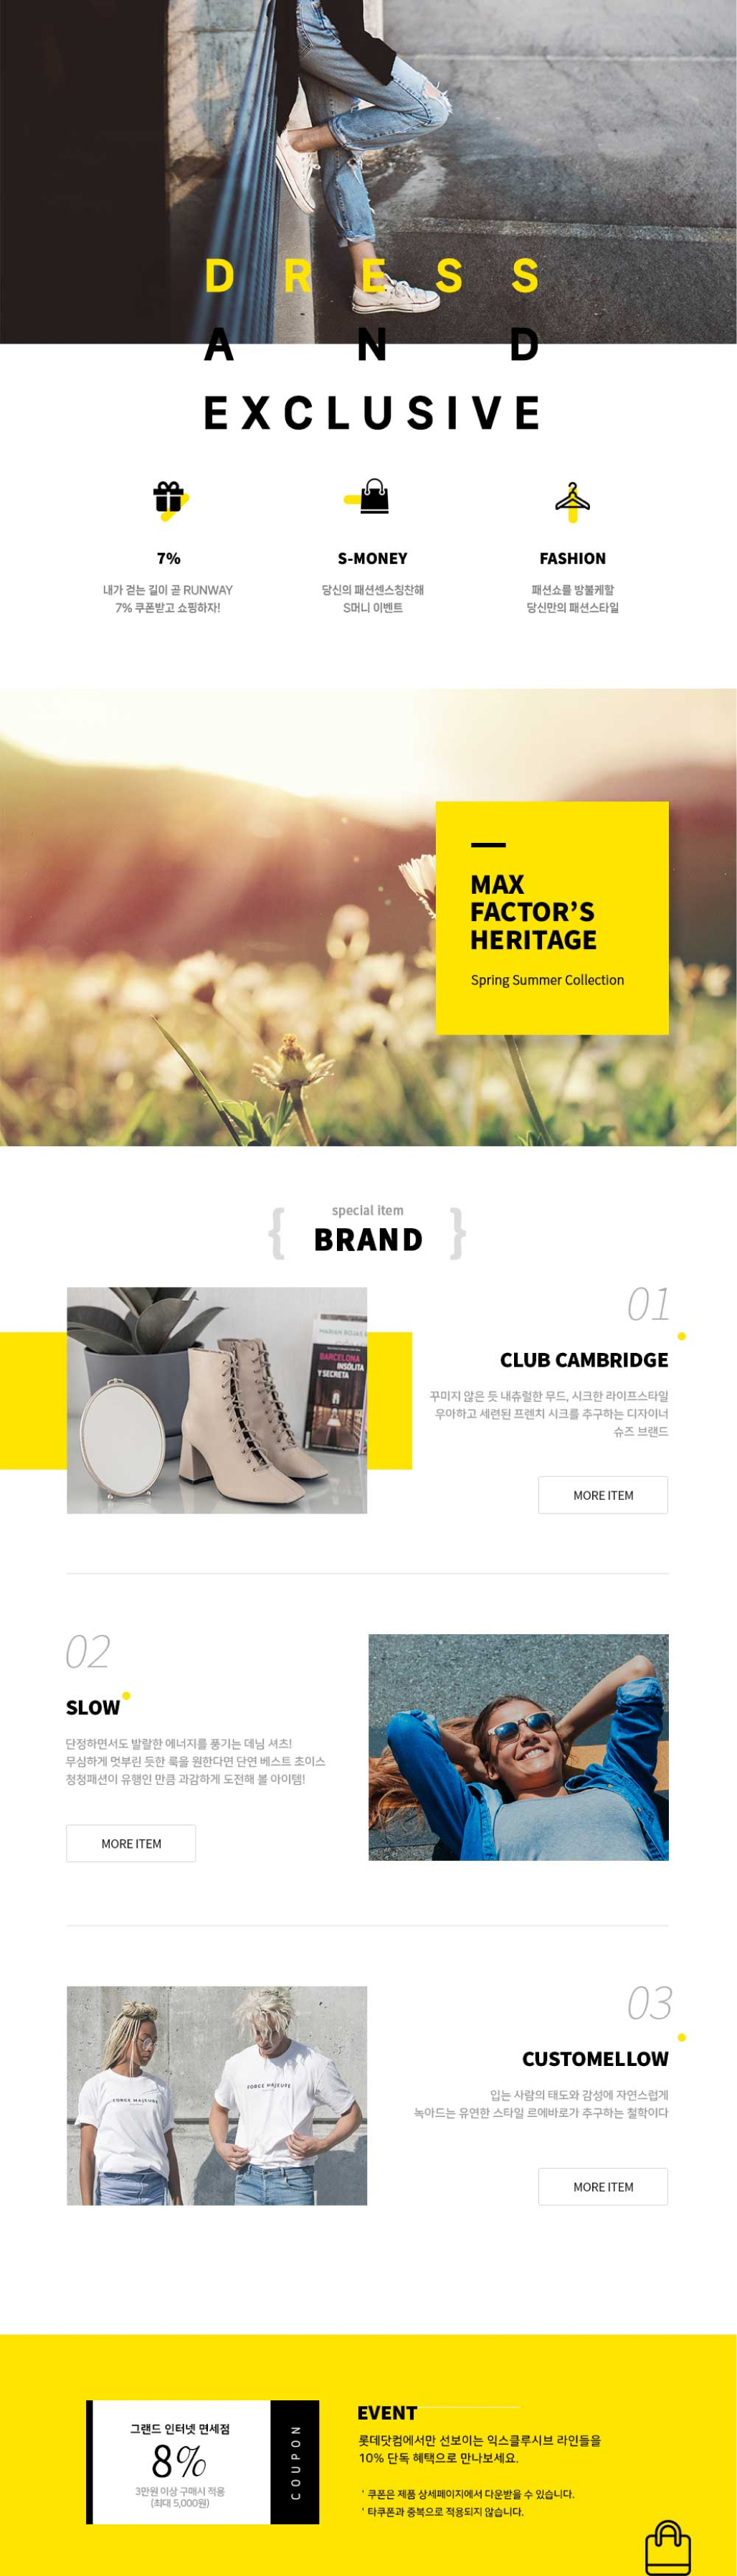 DRESS
AND
EXCLUSIVE
7%
내가 걷는 길이 곧 RUNWAY
7% 쿠폰받고 쇼핑하자!
S-MONEY
당신의 패션센스칭찬해
S머니 이벤트
FASHION
패션쇼를 방불케할
당신만의 패션스타일
MAX
FACTOR’S
HERITAGE
Spring Summer Collection
special item
{ BRAND }
MARIAN ROJAS
BARCELONA
INSÓLITA
Y SECRETA
01
CLUB CAMBRIDGE
꾸미지 않은 듯 내츄럴한 무드, 시크한 라이프스타일
우아하고 세련된 프렌치 시크를 추구하는 디자이너
슈즈 브랜드
MORE ITEM
02
SLOW
단정하면서도 발랄한 에너지를 풍기는 데님 셔츠!
무심하게 멋부린 듯한 룩을 원한다면 단연 베스트 초이스
청청패션이 유행인 만큼 과감하게 도전해 볼 아이템!
MORE ITEM
FORCE MAJEURE
FORCE MAJEURE
03
CUSTOMELLOW
입는 사람의 태도와 감성에 자연스럽게
녹아드는 유연한 스타일 르에바로가 추구하는 철학이다
MORE ITEM
그랜드 인터넷 면세점
8%
3만원 이상 구매시 적용
(최대 5,000원)
COUPON
EVENT
롯데닷컴에서만 선보이는 익스클루시브 라인들을
10% 단독 혜택으로 만나보세요.
' 쿠폰은 제품 상세페이지에서 다운받을 수 있습니다.
' 타쿠폰과 중복으로 적용되지 않습니다.